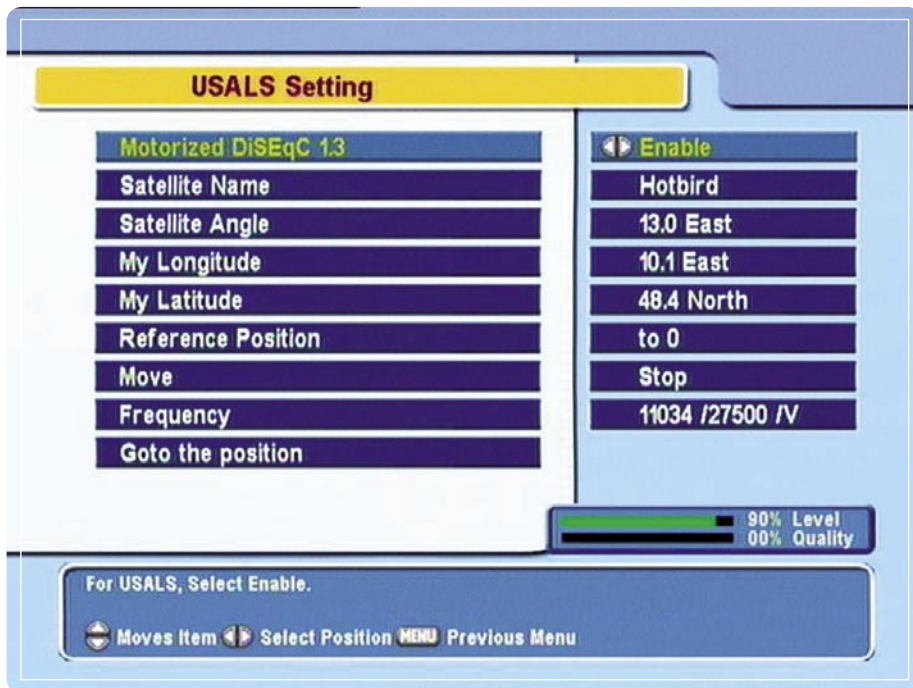 USALS Setting
Motorized DiSEqC 1.3 Enable
Satellite Name Hotbird
Satellite Angle 13.0 East
My Longitude 10.1 East
My Latitude 48.4 North
Reference Position to 0
Move Stop
Frequency 11034 /27500 /V
Goto the position
90% Level
00% Quality
For USALS, Select Enable.
Moves Item Select Position MENU Previous Menu